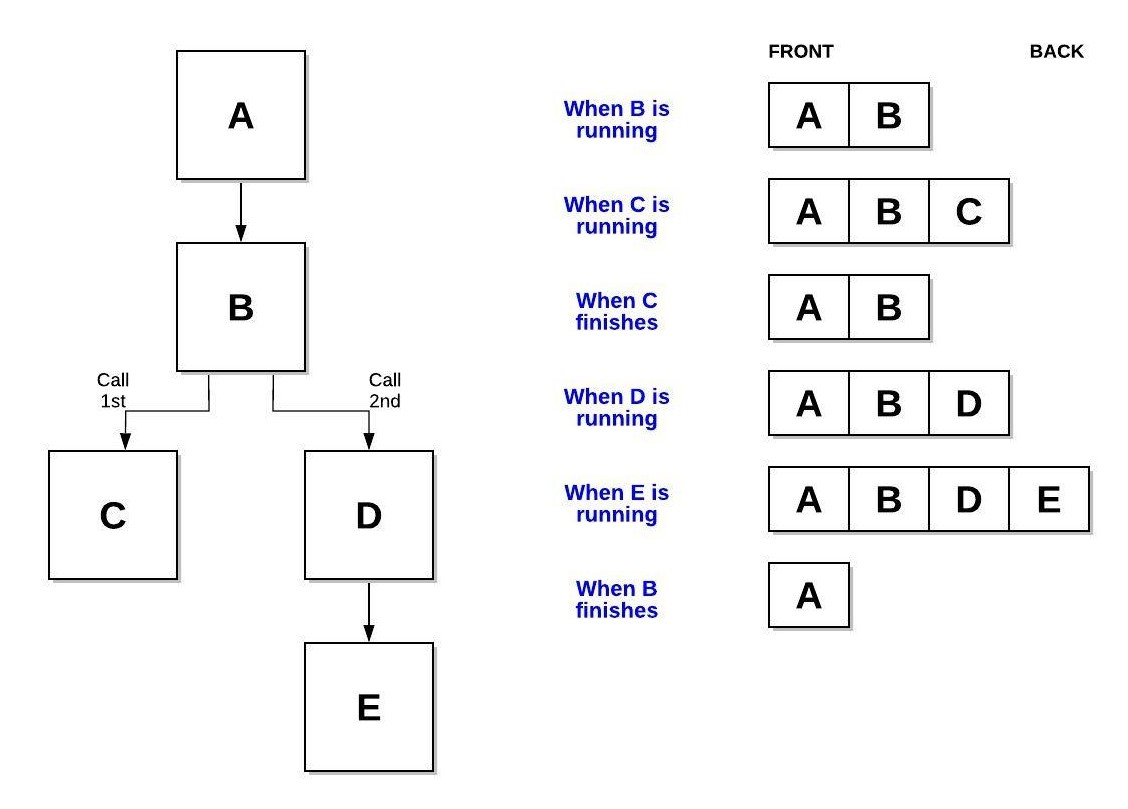 A
B
Call
1st
Call
2nd
C
D
E
FRONT BACK
When B is
running
A B
When C is
running
A B C
When C
finishes
A B
When D is
running
A B D
When E is
running
A B D E
When B
finishes
A